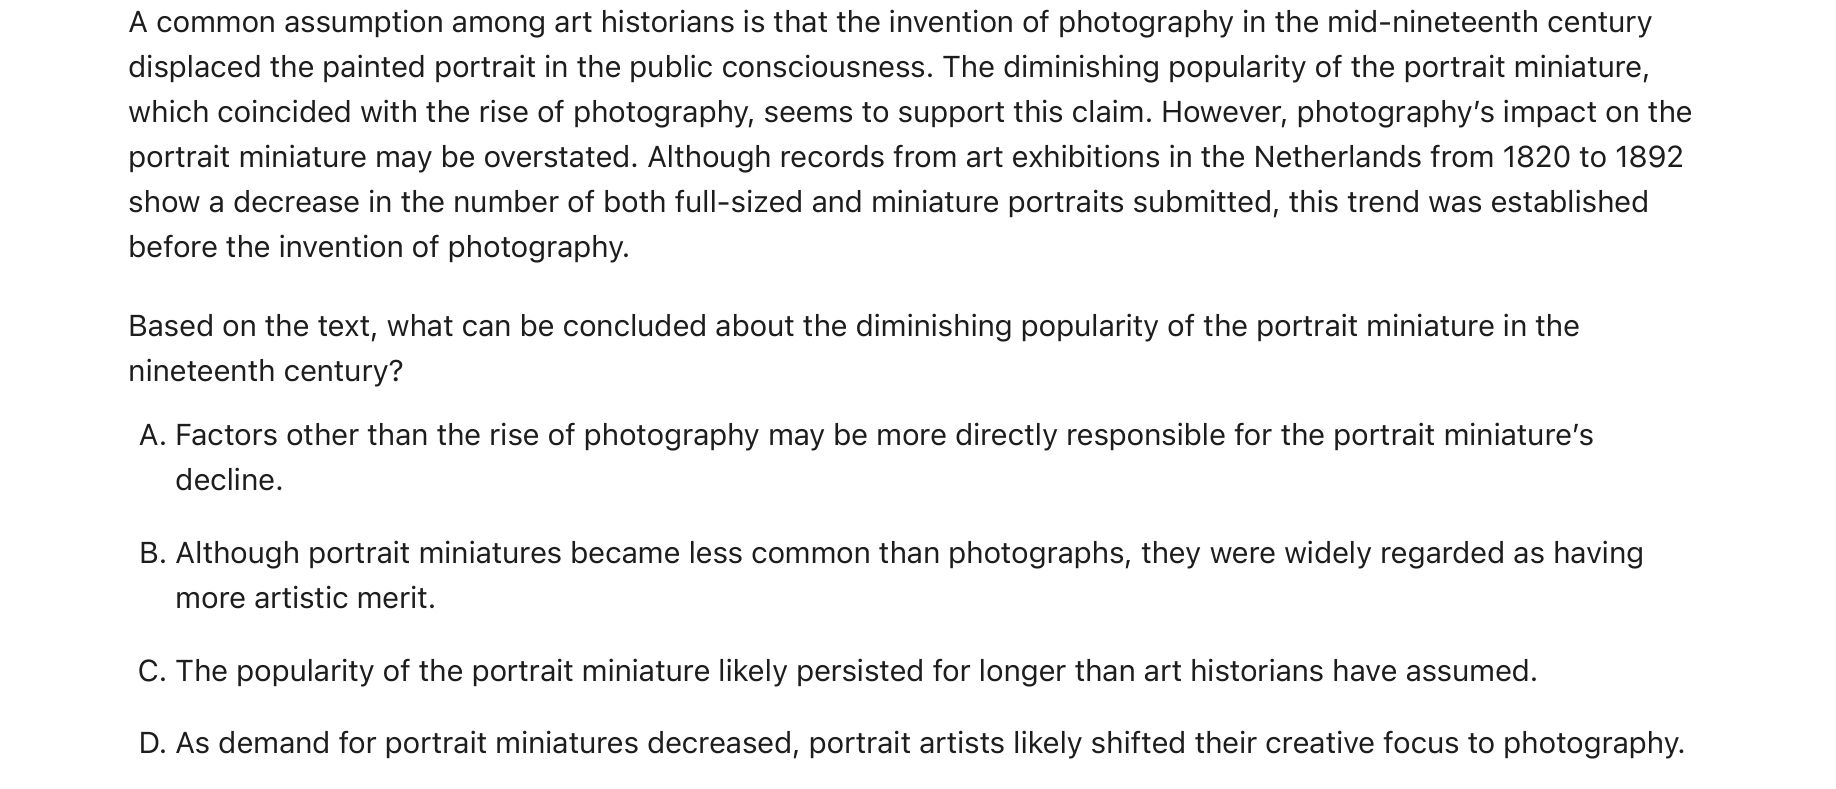 A common assumption among art historians is that the invention of photography in the mid-nineteenth century
displaced the painted portrait in the public consciousness. The diminishing popularity of the portrait miniature,
which coincided with the rise of photography, seems to support this claim. However, photography’s impact on the
portrait miniature may be overstated. Although records from art exhibitions in the Netherlands from 1820 to 1892
show a decrease in the number of both full-sized and miniature portraits submitted, this trend was established
before the invention of photography.
Based on the text, what can be concluded about the diminishing popularity of the portrait miniature in the
nineteenth century?
A. Factors other than the rise of photography may be more directly responsible for the portrait miniature’s
decline.
B. Although portrait miniatures became less common than photographs, they were widely regarded as having
more artistic merit.
C. The popularity of the portrait miniature likely persisted for longer than art historians have assumed.
D. As demand for portrait miniatures decreased, portrait artists likely shifted their creative focus to photography.